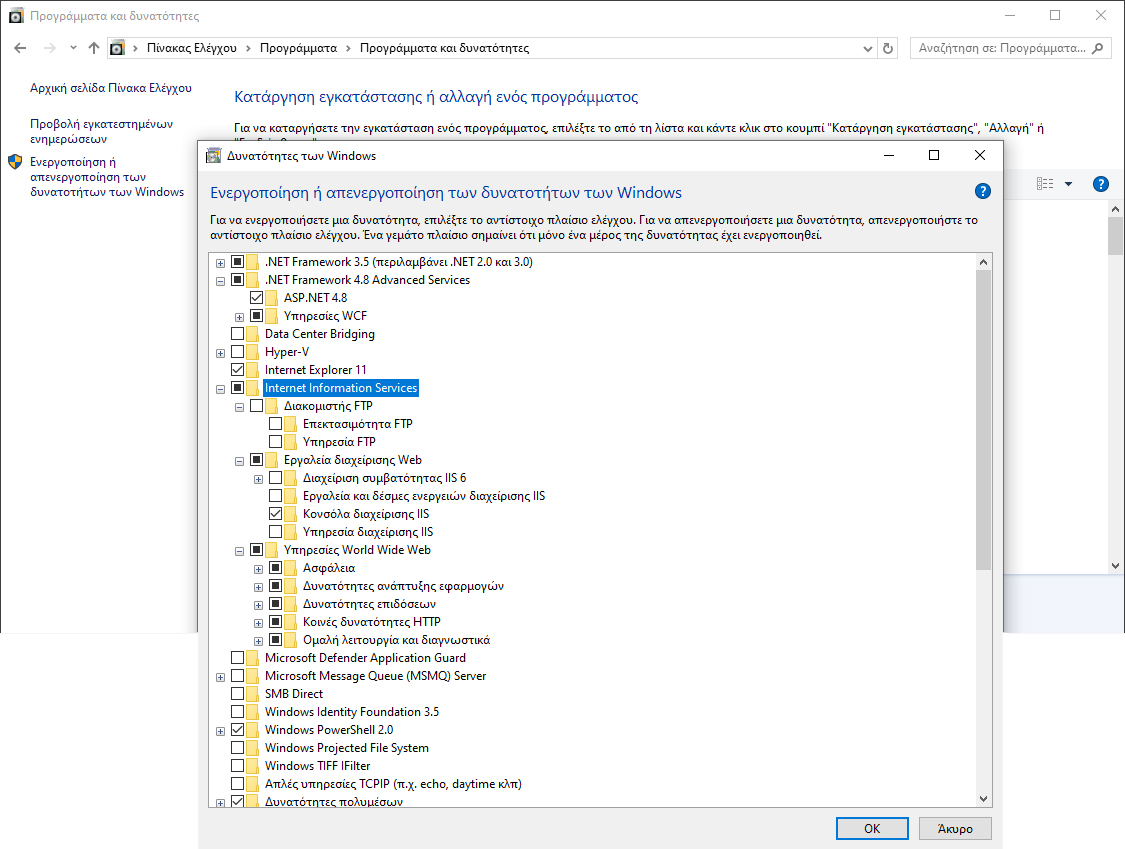 Προγράμματα και δυνατότητες
Πίνακας Ελέγχου > Προγράμματα > Προγράμματα και δυνατότητες
Αναζήτηση σε: Προγράμματα...
Αρχική σελίδα Πίνακα Ελέγχου
Προβολή εγκατεστημένων
ενημερώσεων
Ενεργοποίηση ή
απενεργοποίηση των
δυνατοτήτων των Windows
Κατάργηση εγκατάστασης ή αλλαγή ενός προγράμματος
Για να καταργήσετε την εγκατάσταση ενός προγράμματος, επιλέξτε το από τη λίστα και κάντε κλικ στο κουμπί "Κατάργηση εγκατάστασης", "Αλλαγή" ή
Δυνατότητες των Windows
Ενεργοποίηση ή απενεργοποίηση των δυνατοτήτων των Windows
Για να ενεργοποιήσετε μια δυνατότητα, επιλέξτε το αντίστοιχο πλαίσιο ελέγχου. Για να απενεργοποιήσετε μια δυνατότητα, απενεργοποιήστε το
αντίστοιχο πλαίσιο ελέγχου. Ένα γεμάτο πλαίσιο σημαίνει ότι μόνο ένα μέρος της δυνατότητας έχει ενεργοποιηθεί.
.NET Framework 3.5 (περιλαμβάνει .NET 2.0 και 3.0)
.NET Framework 4.8 Advanced Services
ASP.NET 4.8
Υπηρεσίες WCF
Data Center Bridging
Hyper-V
Internet Explorer 11
Internet Information Services
Διακομιστής FTP
Επεκτασιμότητα FTP
Υπηρεσία FTP
Εργαλεία διαχείρισης Web
Διαχείριση συμβατότητας IIS 6
Εργαλεία και δέσμες ενεργειών διαχείρισης IIS
Κονσόλα διαχείρισης IIS
Υπηρεσία διαχείρισης IIS
Υπηρεσίες World Wide Web
Ασφάλεια
Δυνατότητες ανάπτυξης εφαρμογών
Δυνατότητες επιδόσεων
Κοινές δυνατότητες HTTP
Ομαλή λειτουργία και διαγνωστικά
Microsoft Defender Application Guard
Microsoft Message Queue (MSMQ) Server
SMB Direct
Windows Identity Foundation 3.5
Windows PowerShell 2.0
Windows Projected File System
Windows TIFF IFilter
Απλές υπηρεσίες TCPIP (π.χ. echo, daytime κλπ)
Δυνατότητες πολυμέσων
OK
Άκυρο